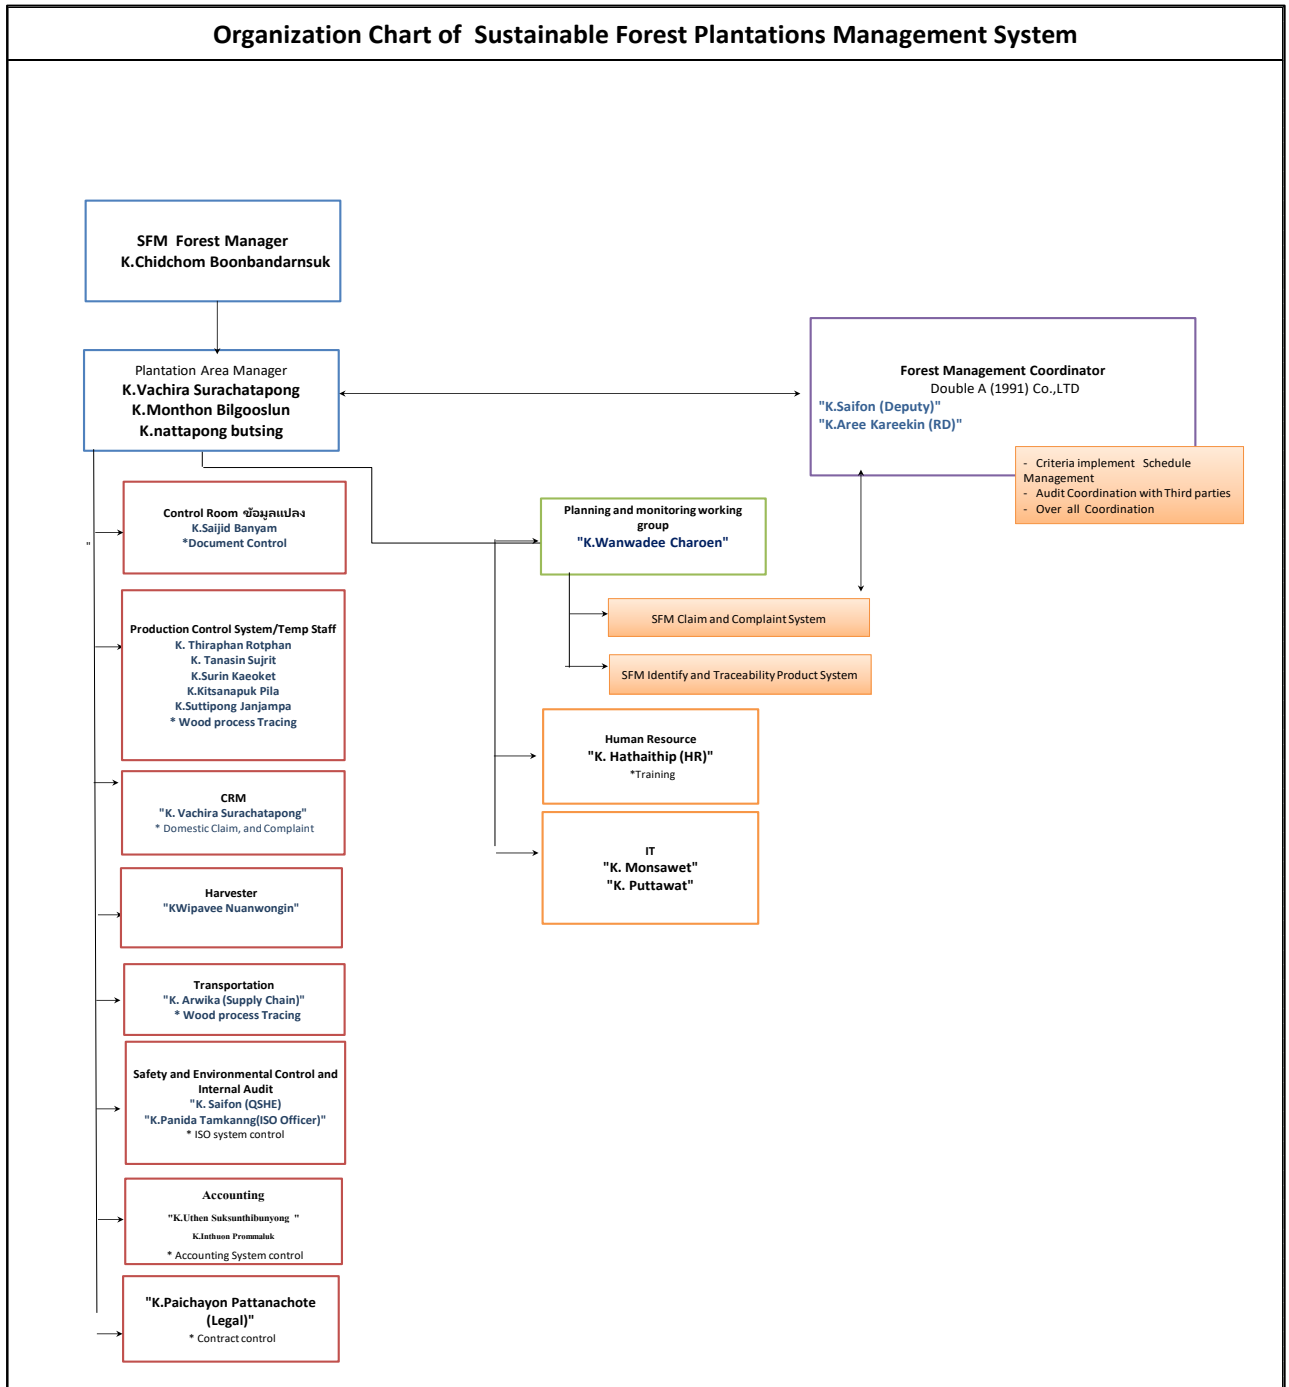 Organization Chart of Sustainable Forest Plantations Management System
SFM Forest Manager
K.Chidchom Boonbandarnsuk
Plantation Area Manager
K.Vachira Surachatapong
K.Monthon Bilgooslun
K.nattapong butsing
Forest Management Coordinator
Double A (1991) Co.,LTD
"K.Saifon (Deputy)"
"K.Aree Kareekin (RD)"
- Criteria implement Schedule
Management
- Audit Coordination with Third parties
- Over all Coordination
Control Room ข้อมูลแปลง
K.Saijid Banyam
*Document Control
"
Planning and monitoring working
group
"K.Wanwadee Charoen"
SFM Claim and Complaint System
SFM Identify and Traceability Product System
Production Control System/Temp Staff
K. Thiraphan Rotphan
K. Tanasin Sujrit
K.Surin Kaeoket
K.Kitsanapuk Pila
K.Suttipong Janjampa
* Wood process Tracing
Human Resource
"K. Hathaithip (HR)"
*Training
CRM
"K. Vachira Surachatapong"
* Domestic Claim, and Complaint
IT
"K. Monsawet"
"K. Puttawat"
Harvester
"KWipavee Nuanwongin"
Transportation
"K. Arwika (Supply Chain)"
* Wood process Tracing
Safety and Environmental Control and
Internal Audit
"K. Saifon (QSHE)
"K.Panida Tamkanng(ISO Officer)"
* ISO system control
Accounting
"K.Uthen Suksunthibunyong "
K.Inthuon Prommaluk
* Accounting System control
"K.Paichayon Pattanachote
(Legal)"
* Contract control